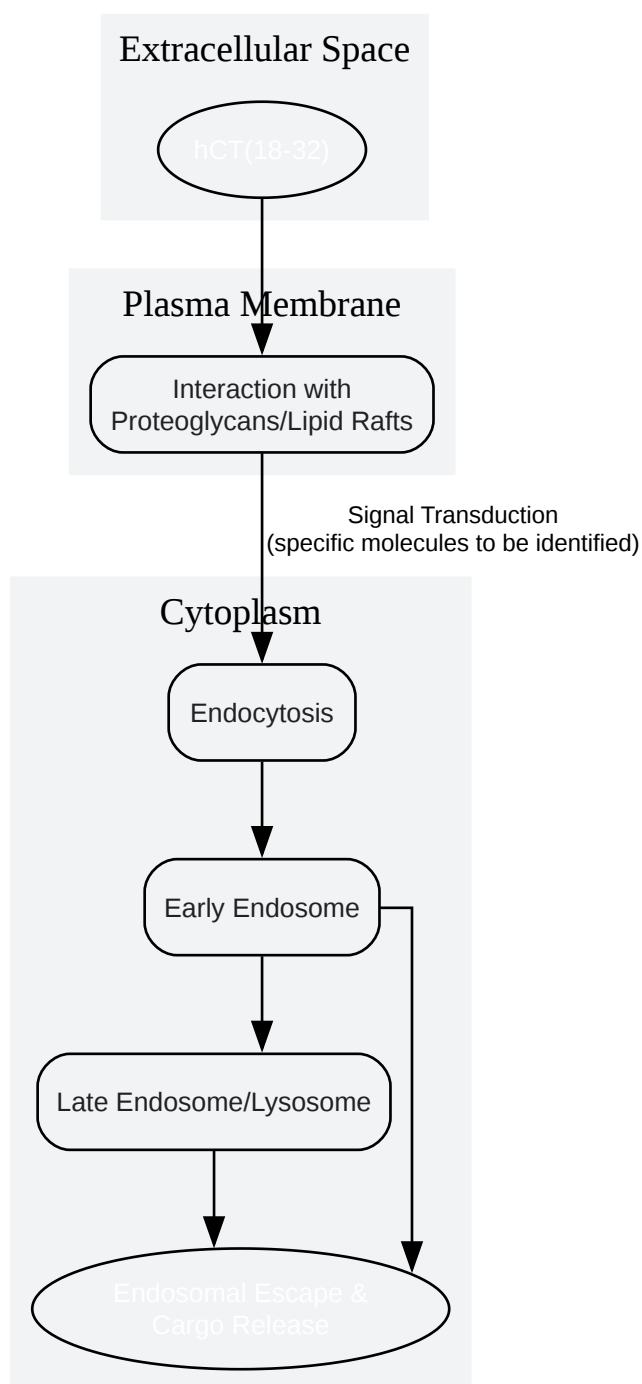 Extracellular Space
hCT(18-32)
Plasma Membrane
Interaction with
Proteoglycans/Lipid Rafts
Signal Transduction
(specific molecules to be identified)
Cytoplasm
Endocytosis
Early Endosome
Late Endosome/Lysosome
Endosomal Escape &
Cargo Release